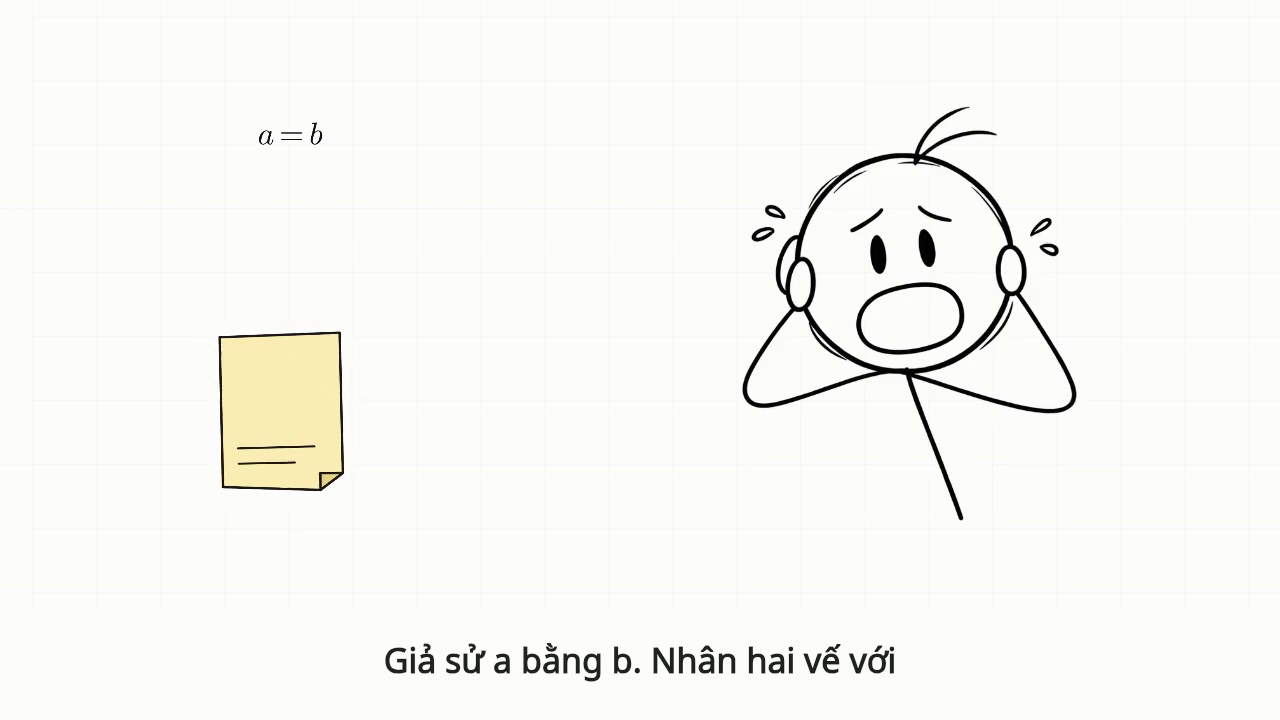 a = b
Giả sử a bằng b. Nhân hai vế với